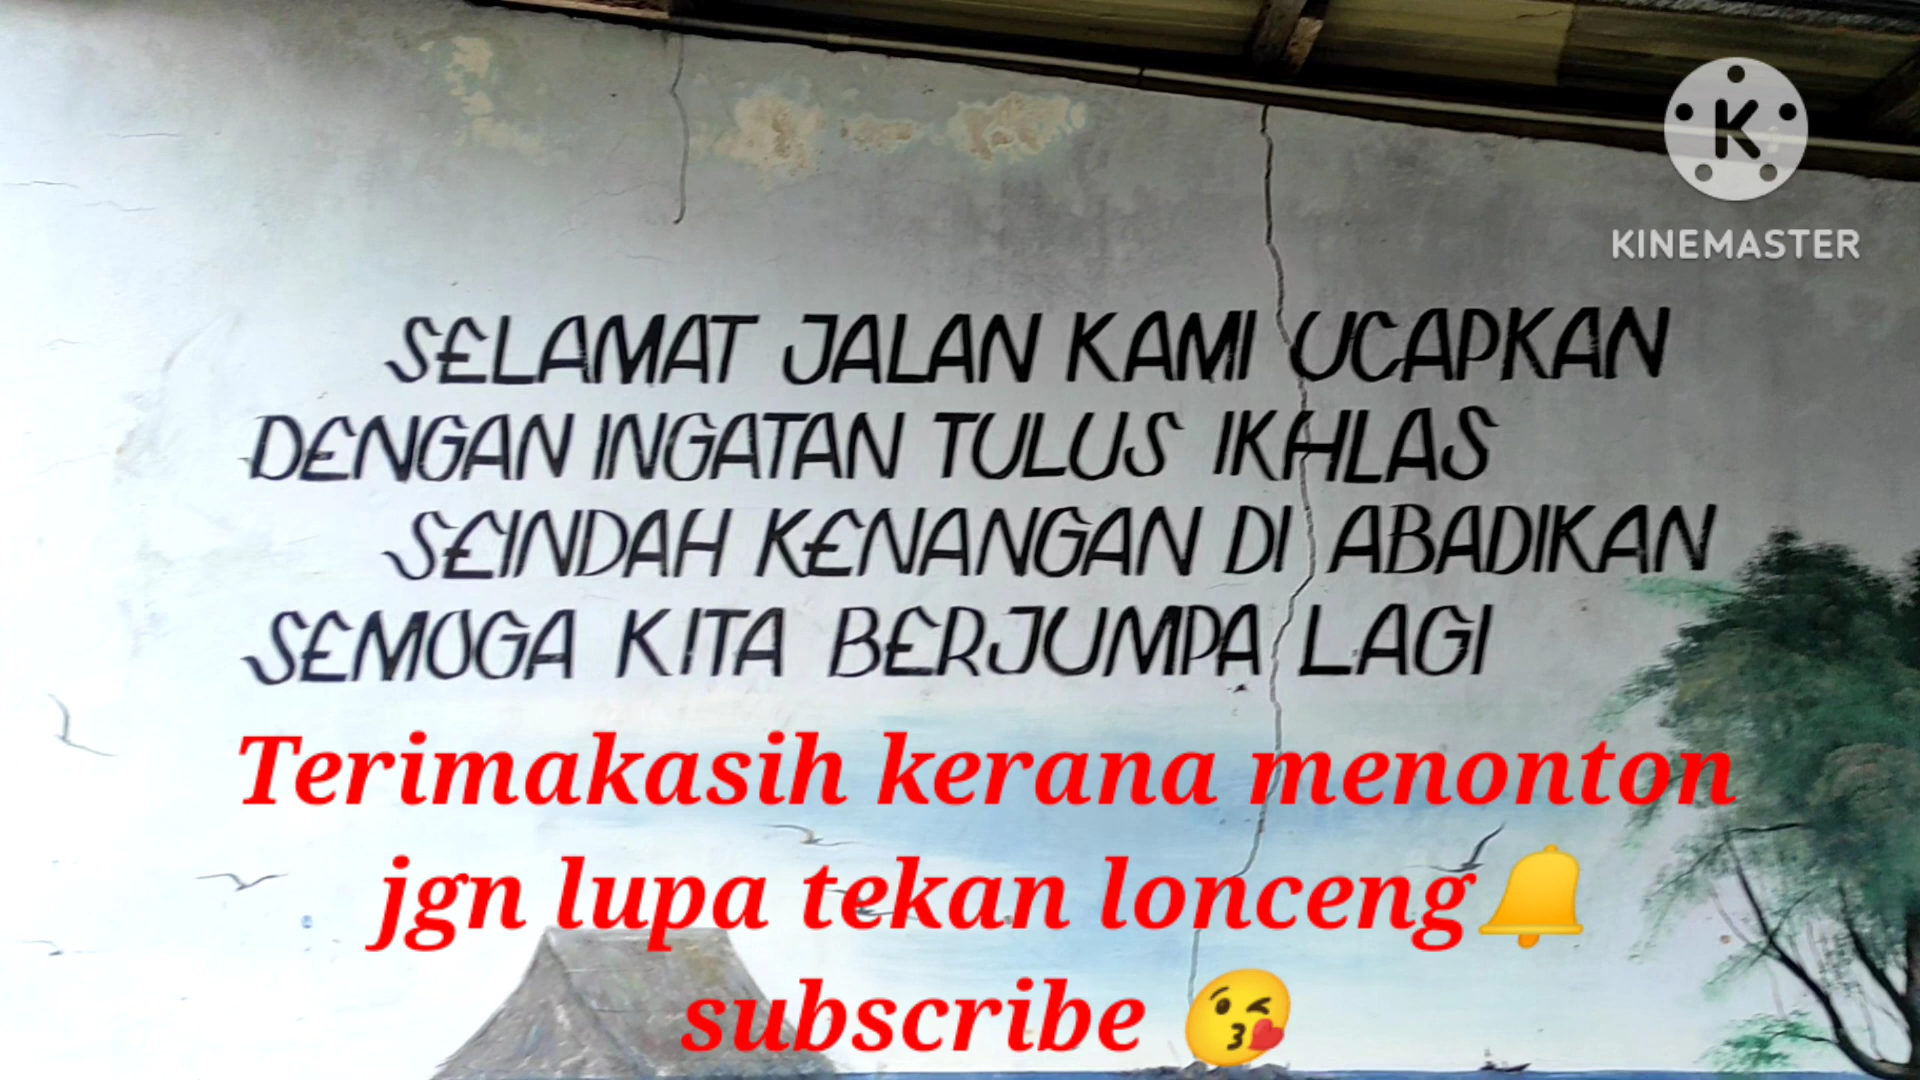 KINEMASTER
SELAMAT JALAN KAMI UCAPKAN
DENGAN INGATAN TULUS IKHLAS
SEINDAH KENANGAN DI ABADIKAN
SEMOGA KITA BERJUMPA LAGI
Terimakasih kerana menonton
jgn lupa tekan lonceng🔔
subscribe 😘